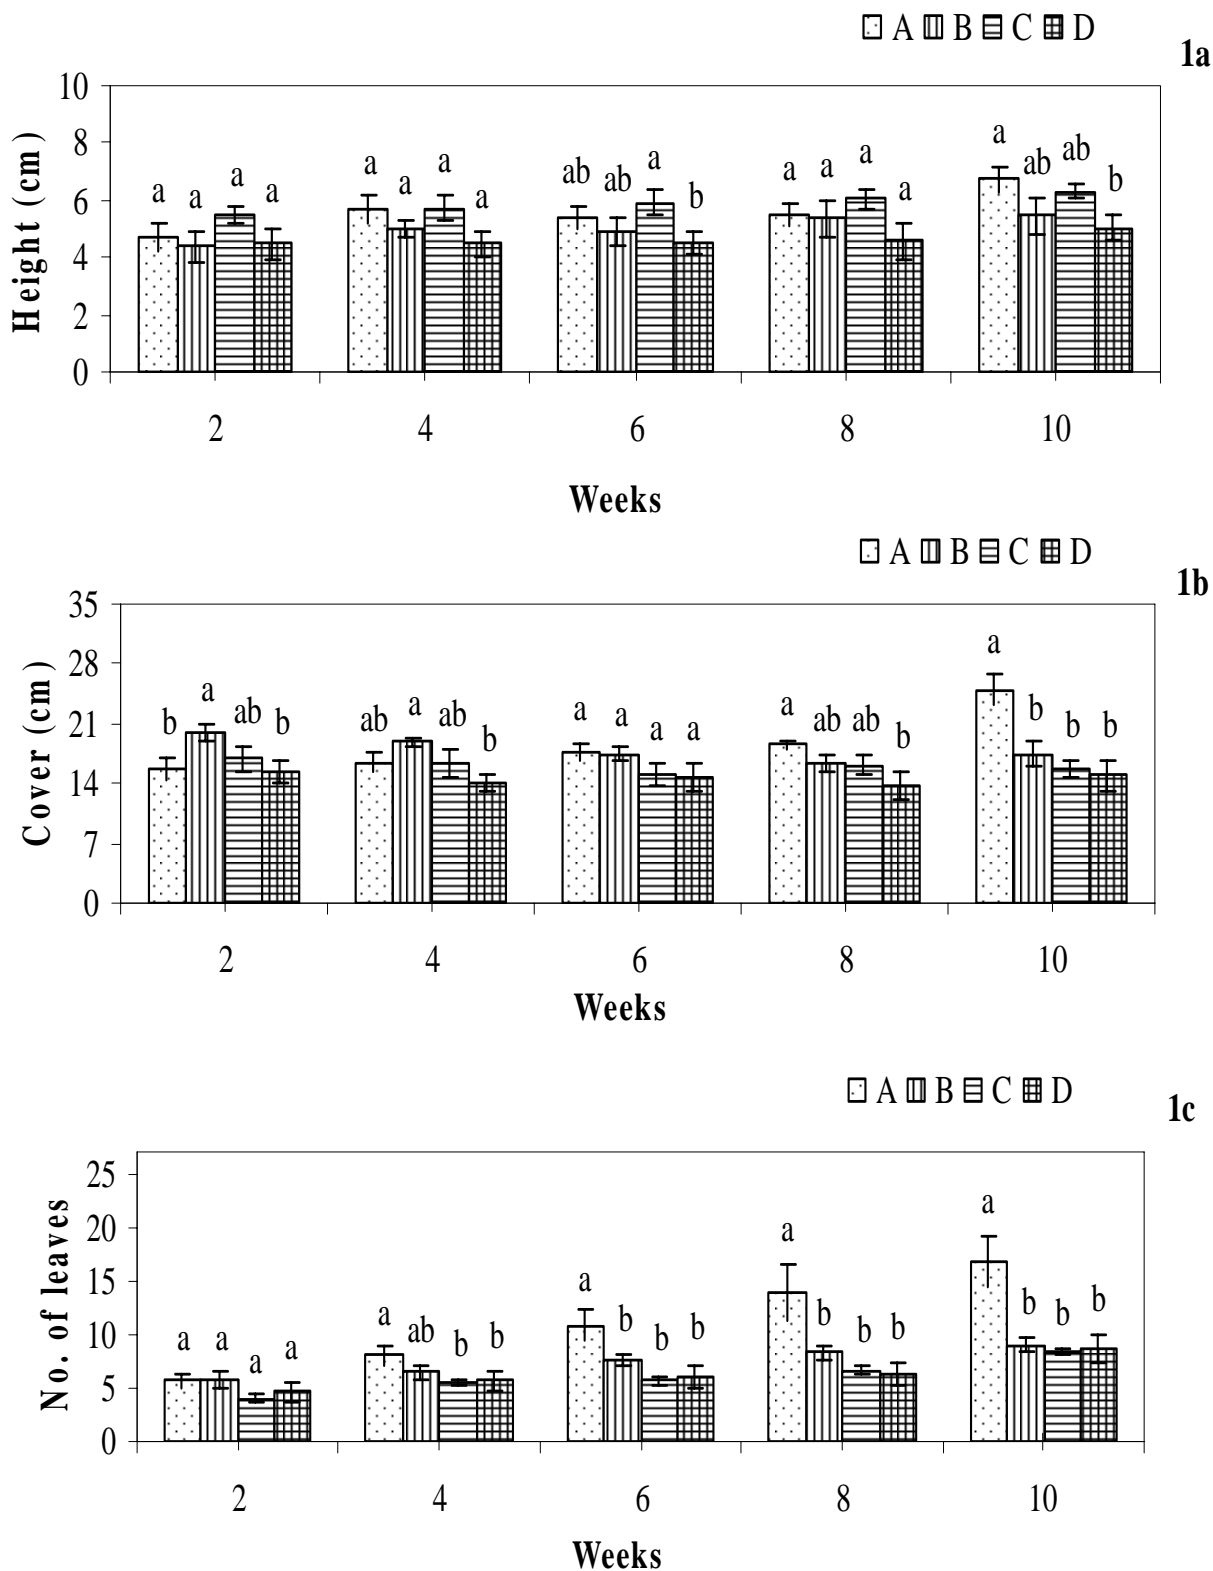 A B C D
1a
10
8
6
4
2
0
Height (cm)
a a a a
a a a a
ab ab a b
a a a a
a ab ab b
2 4 6 8 10
Weeks
A B C D
1b
35
28
21
14
7
0
Cover (cm)
b a ab b
ab a ab b
a a a a
a ab ab b
a b b b
2 4 6 8 10
Weeks
A B C D
1c
25
20
15
10
5
0
No. of leaves
a a a a
a ab b b
a b b b
a b b b
a b b b
2 4 6 8 10
Weeks